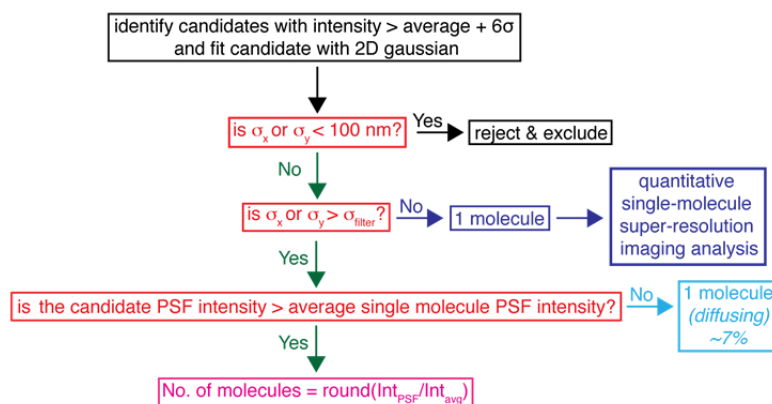 identify candidates with intensity > average + 6σ
and fit candidate with 2D gaussian
is σx or σy < 100 nm?
Yes
reject & exclude
No
is σx or σy > σfilter?
No
1 molecule
quantitative
single-molecule
super-resolution
imaging analysis
Yes
is the candidate PSF intensity > average single molecule PSF intensity?
No
1 molecule
(diffusing)
~7%
Yes
No. of molecules = round(IntPSF/Intavg)